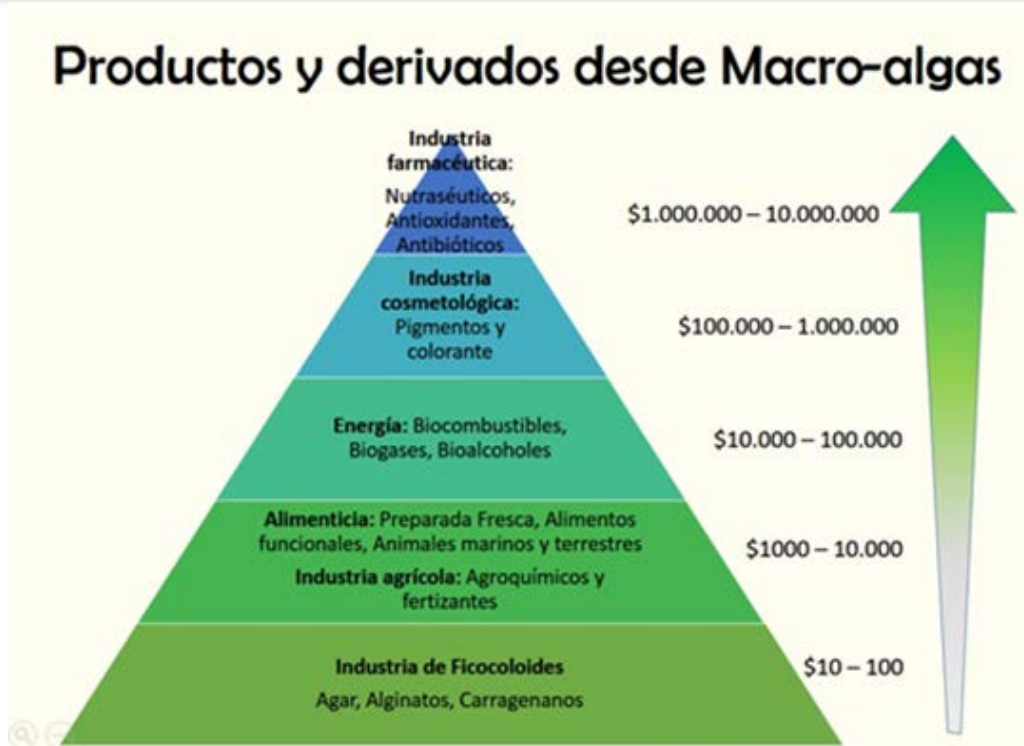 Productos y derivados desde Macro-algas
Industria
farmacéutica:
Nutraséuticos,
Antioxidantes,
Antibióticos
$1.000.000 – 10.000.000
Industria
cosmetológica:
Pigmentos y
colorante
$100.000 – 1.000.000
Energía: Biocombustibles,
Biogases, Bioalcoholes
$10.000 – 100.000
Alimenticia: Preparada Fresca, Alimentos
funcionales, Animales marinos y terrestres
Industria agrícola: Agroquímicos y
fertizantes
$1000 – 10.000
Industria de Ficocoloides
Agar, Alginatos, Carragenanos
$10 – 100